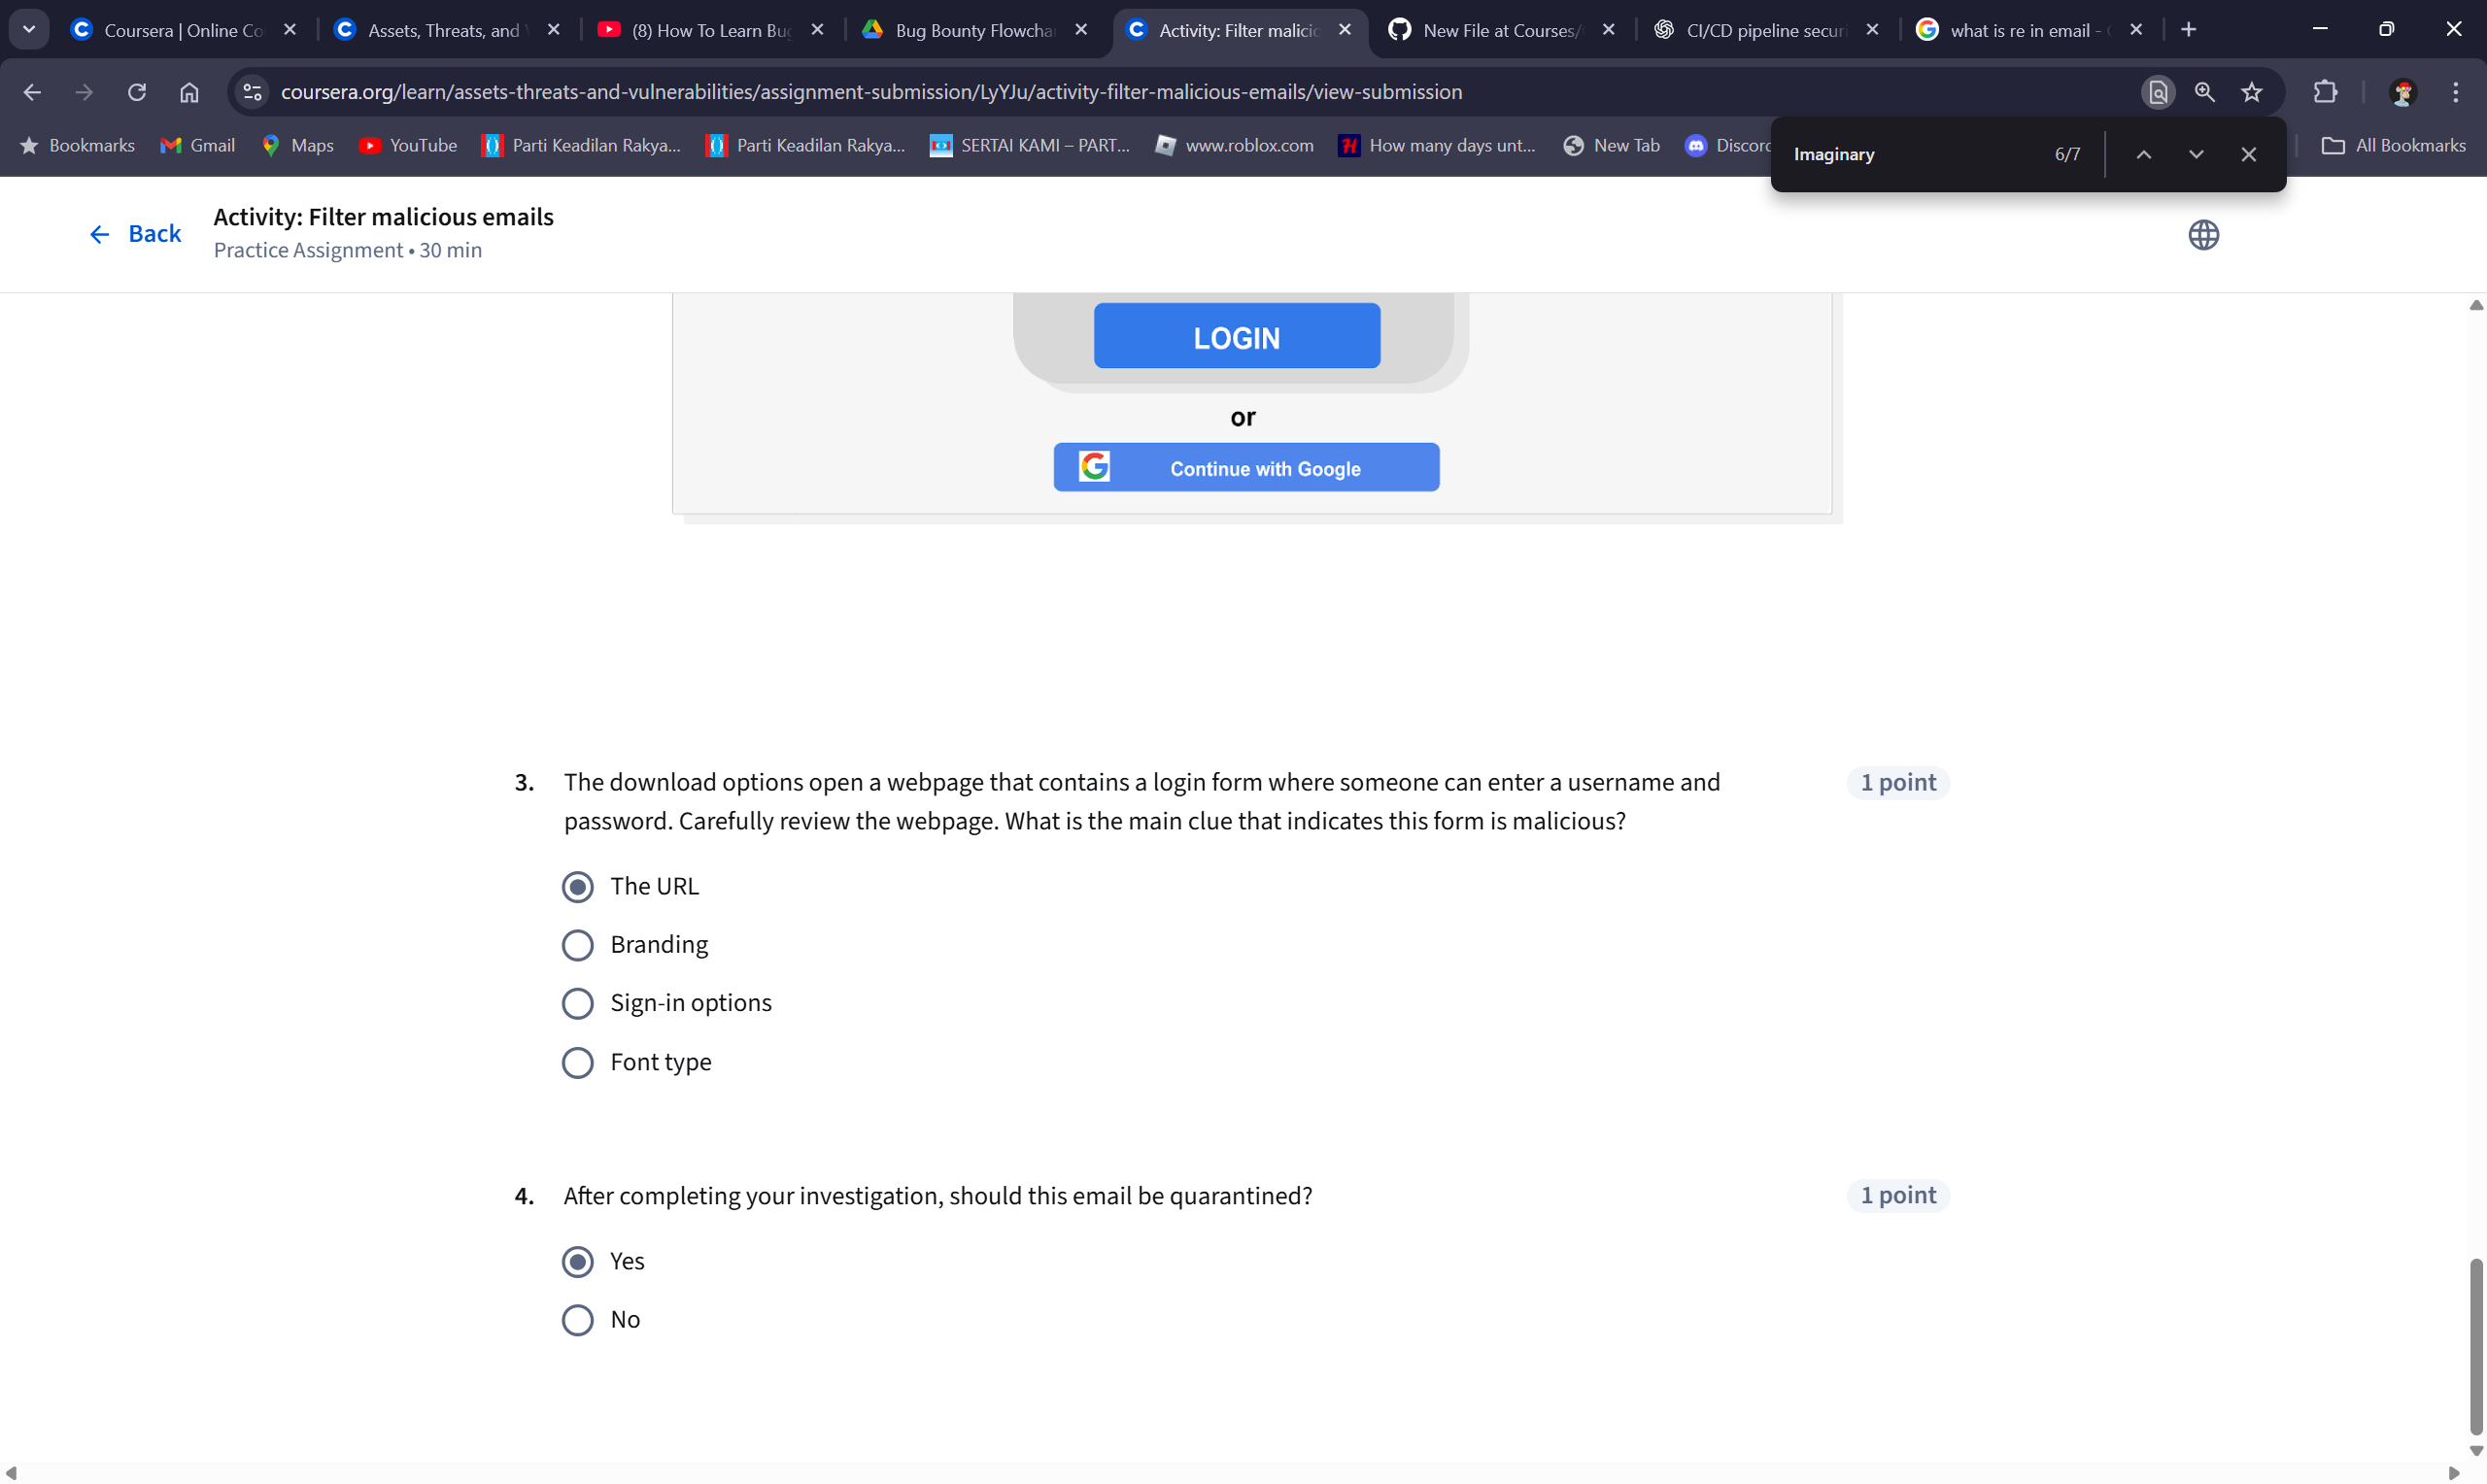 Coursera | Online Co
Assets, Threats, and
(8) How To Learn Bu
Bug Bounty Flowcha
Activity: Filter malicio
New File at Courses/
CI/CD pipeline securi
what is re in email -
coursera.org/learn/assets-threats-and-vulnerabilities/assignment-submission/LyYJu/activity-filter-malicious-emails/view-submission
Bookmarks
Gmail
Maps
YouTube
Parti Keadilan Rakya...
Parti Keadilan Rakya...
SERTAI KAMI – PART...
www.roblox.com
How many days unt...
New Tab
Discord
All Bookmarks
Imaginary 6/7
Back
Activity: Filter malicious emails
Practice Assignment • 30 min
LOGIN
or
Continue with Google
3. The download options open a webpage that contains a login form where someone can enter a username and
password. Carefully review the webpage. What is the main clue that indicates this form is malicious?
1 point
The URL
Branding
Sign-in options
Font type
4. After completing your investigation, should this email be quarantined?
1 point
Yes
No